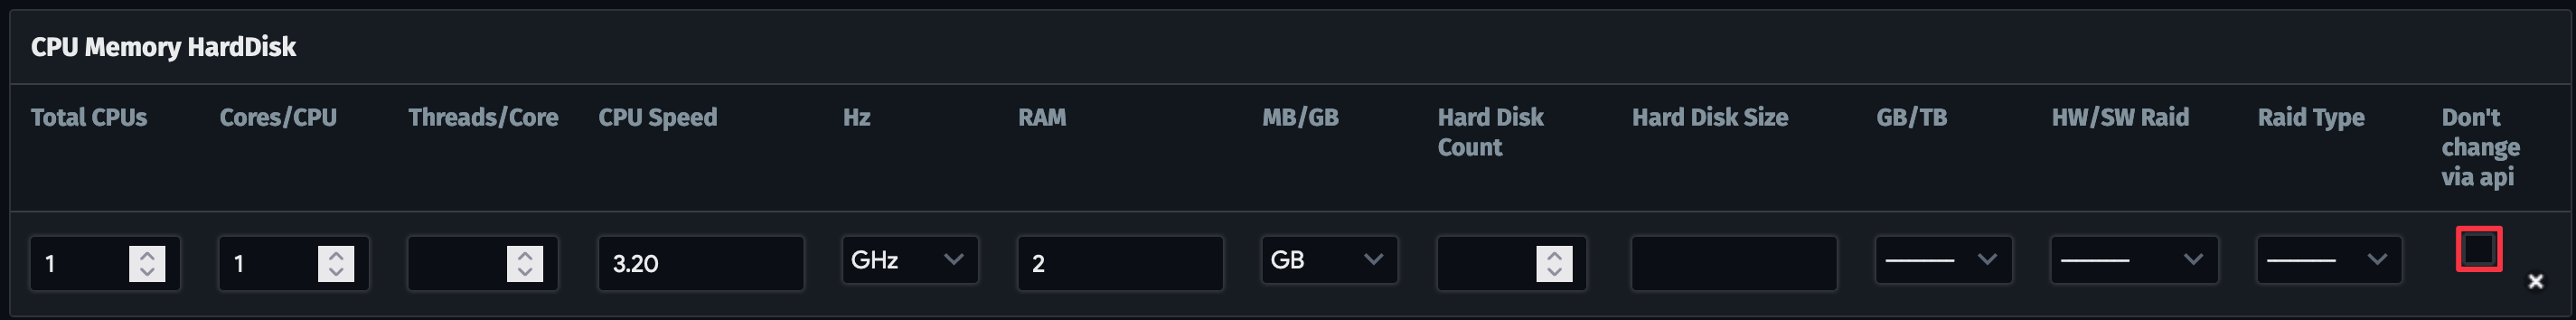 CPU Memory HardDisk
Total CPUs Cores/CPU Threads/Core CPU Speed Hz RAM MB/GB Hard Disk Count Hard Disk Size GB/TB HW/SW Raid Raid Type Don't change via api
1 1 3.20 GHz 2 GB